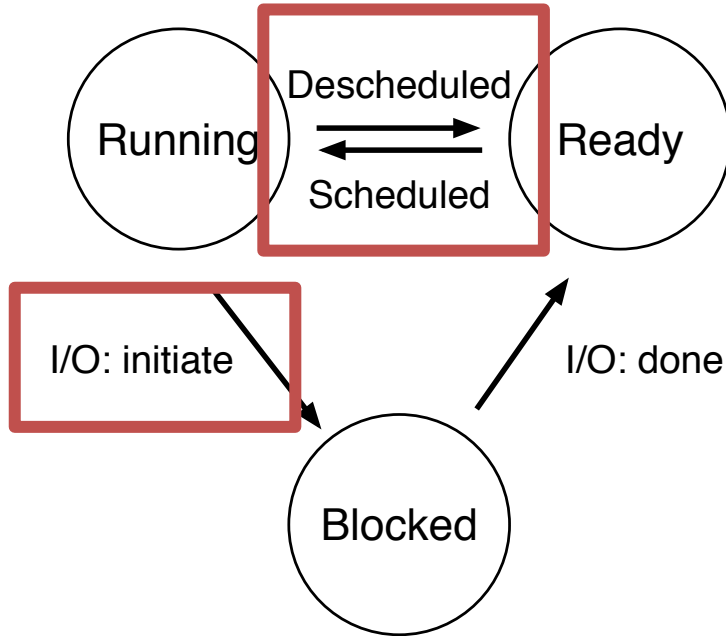 Descheduled
Running
Ready
Scheduled
I/O: initiate
I/O: done
Blocked